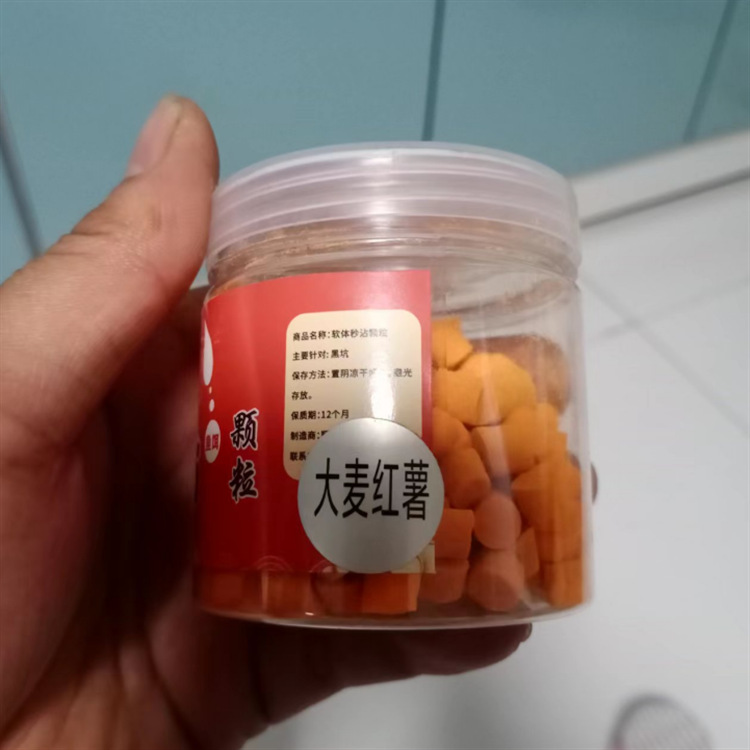 商品名称:软体秒沾颗粒
主要针对:黑坑
保存方法:置阴凉干 避光
存放。
保质期:12个月
制造商:
联系
颗粒
大麦红薯